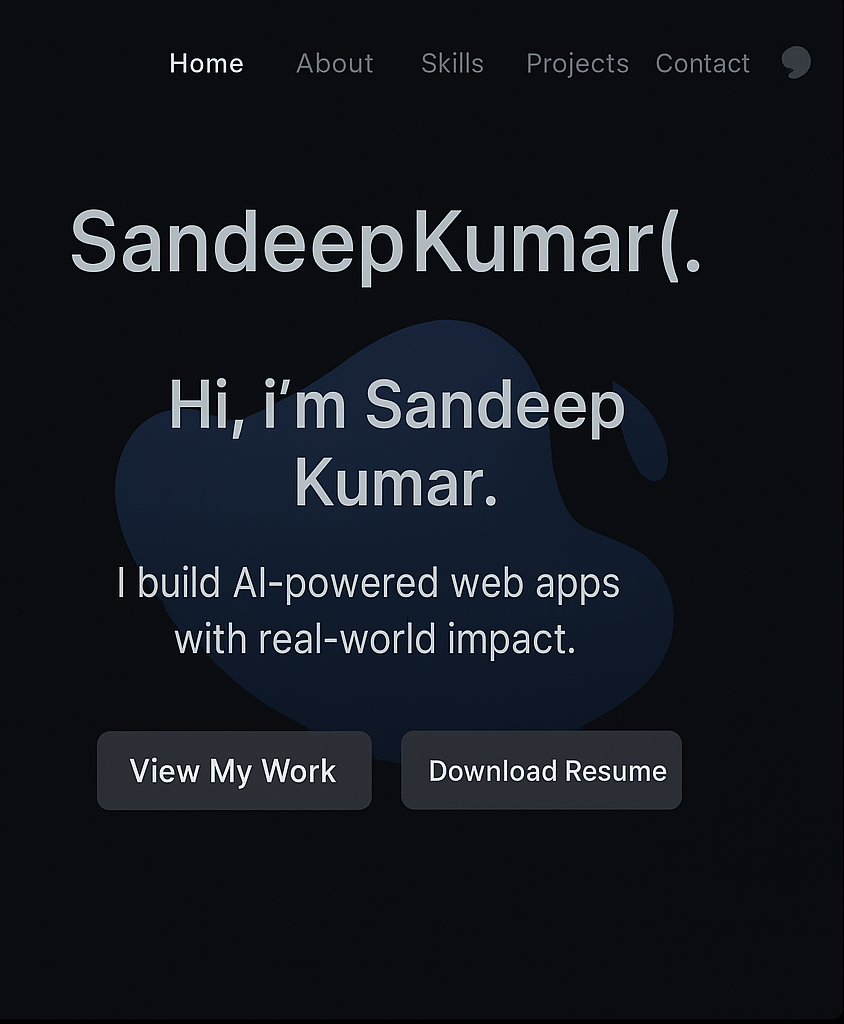 Home About Skills Projects Contact
SandeepKumar(.
Hi, i’m Sandeep
Kumar.
I build AI-powered web apps
with real-world impact.
View My Work Download Resume